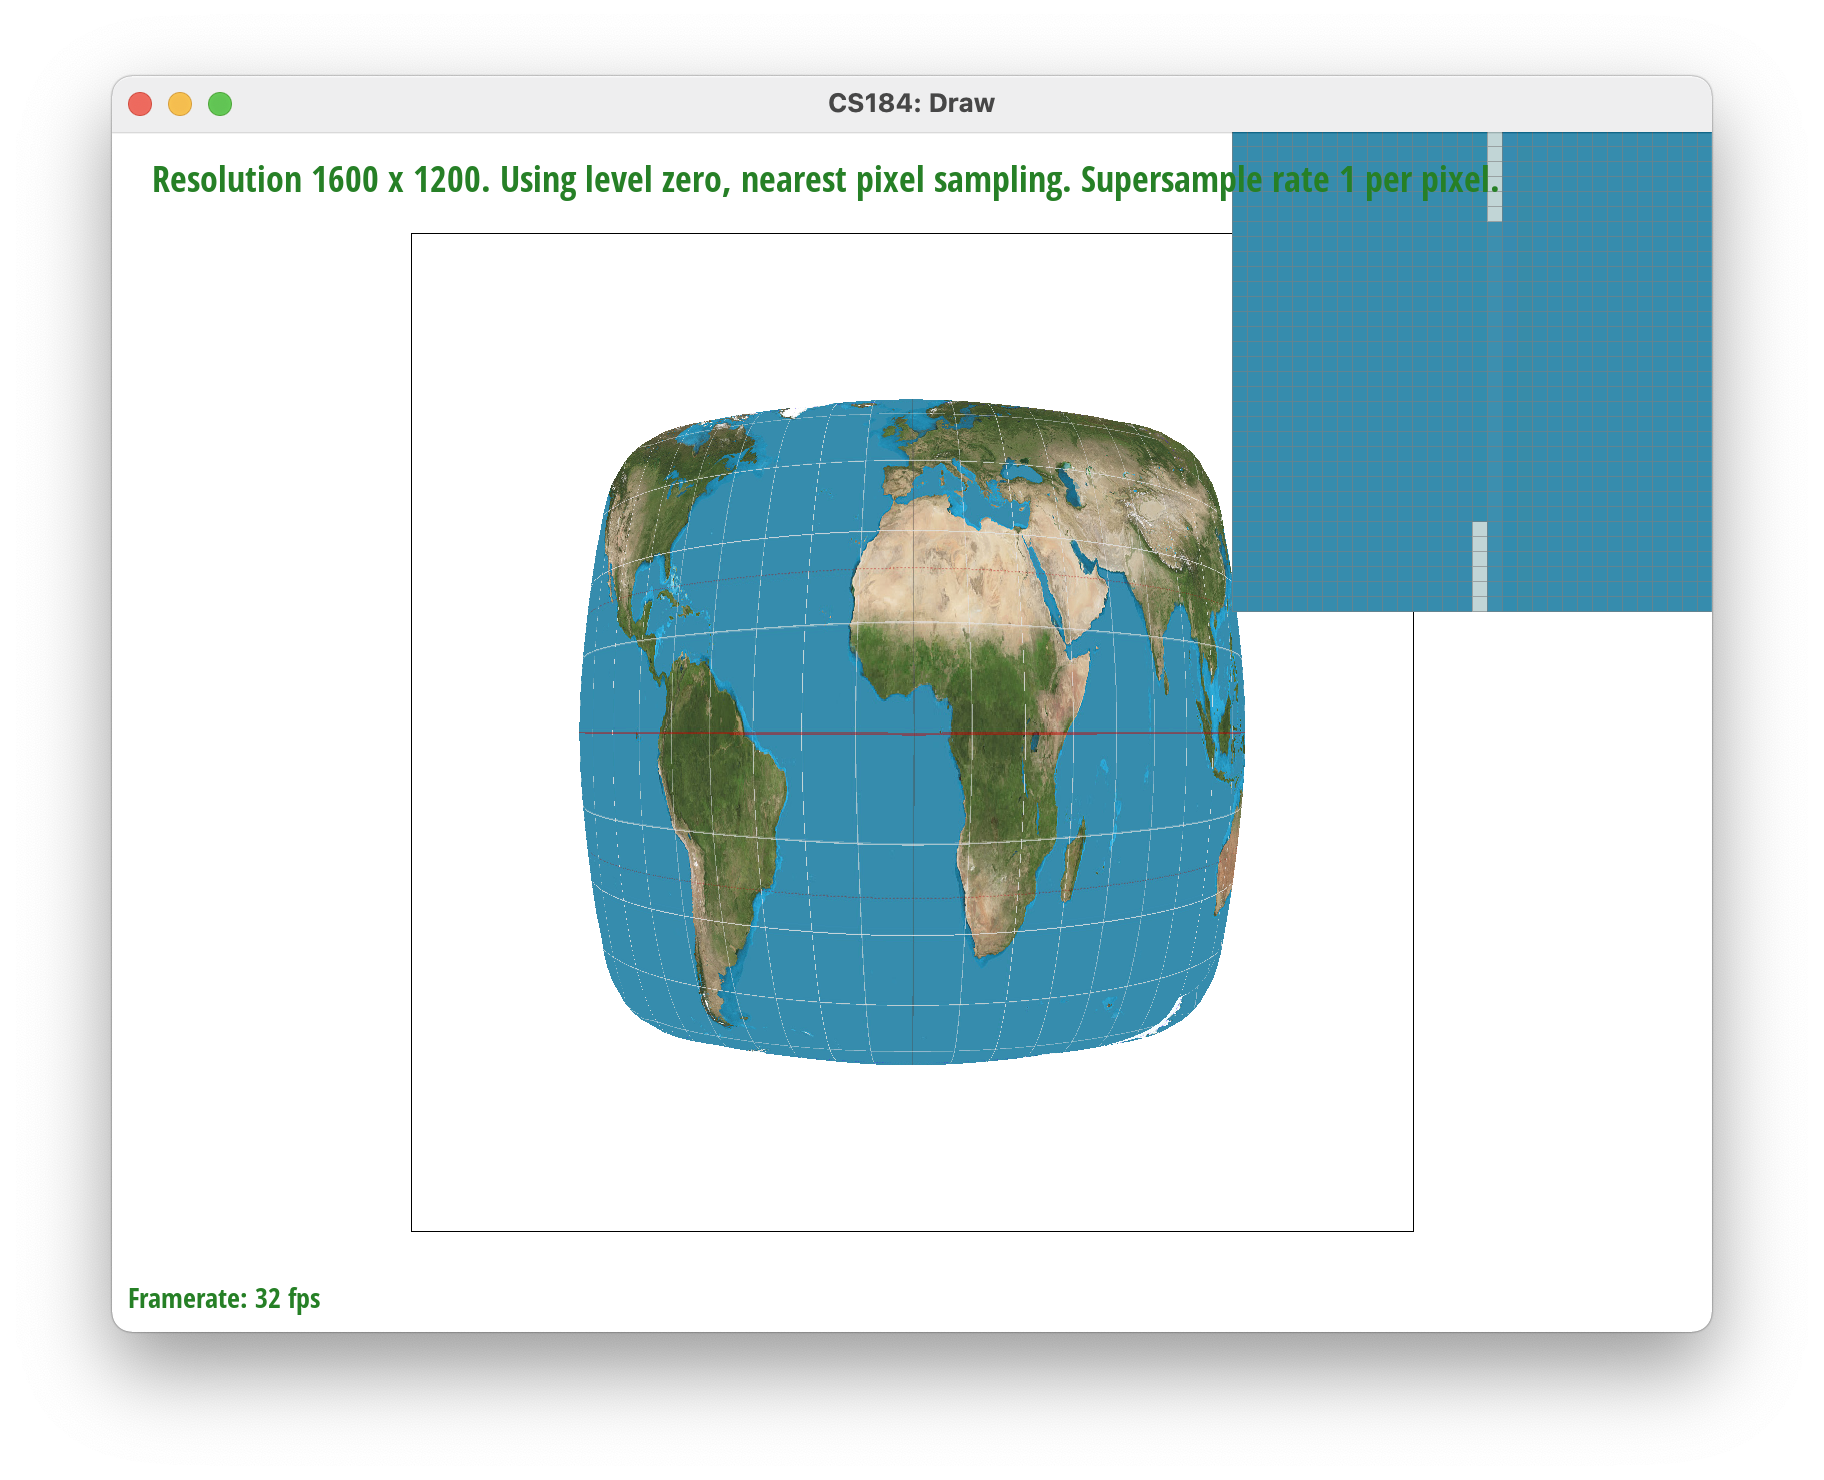 CS184: Draw
Resolution 1600 x 1200. Using level zero, nearest pixel sampling. Supersample rate 1 per pixel.
Framerate: 32 fps